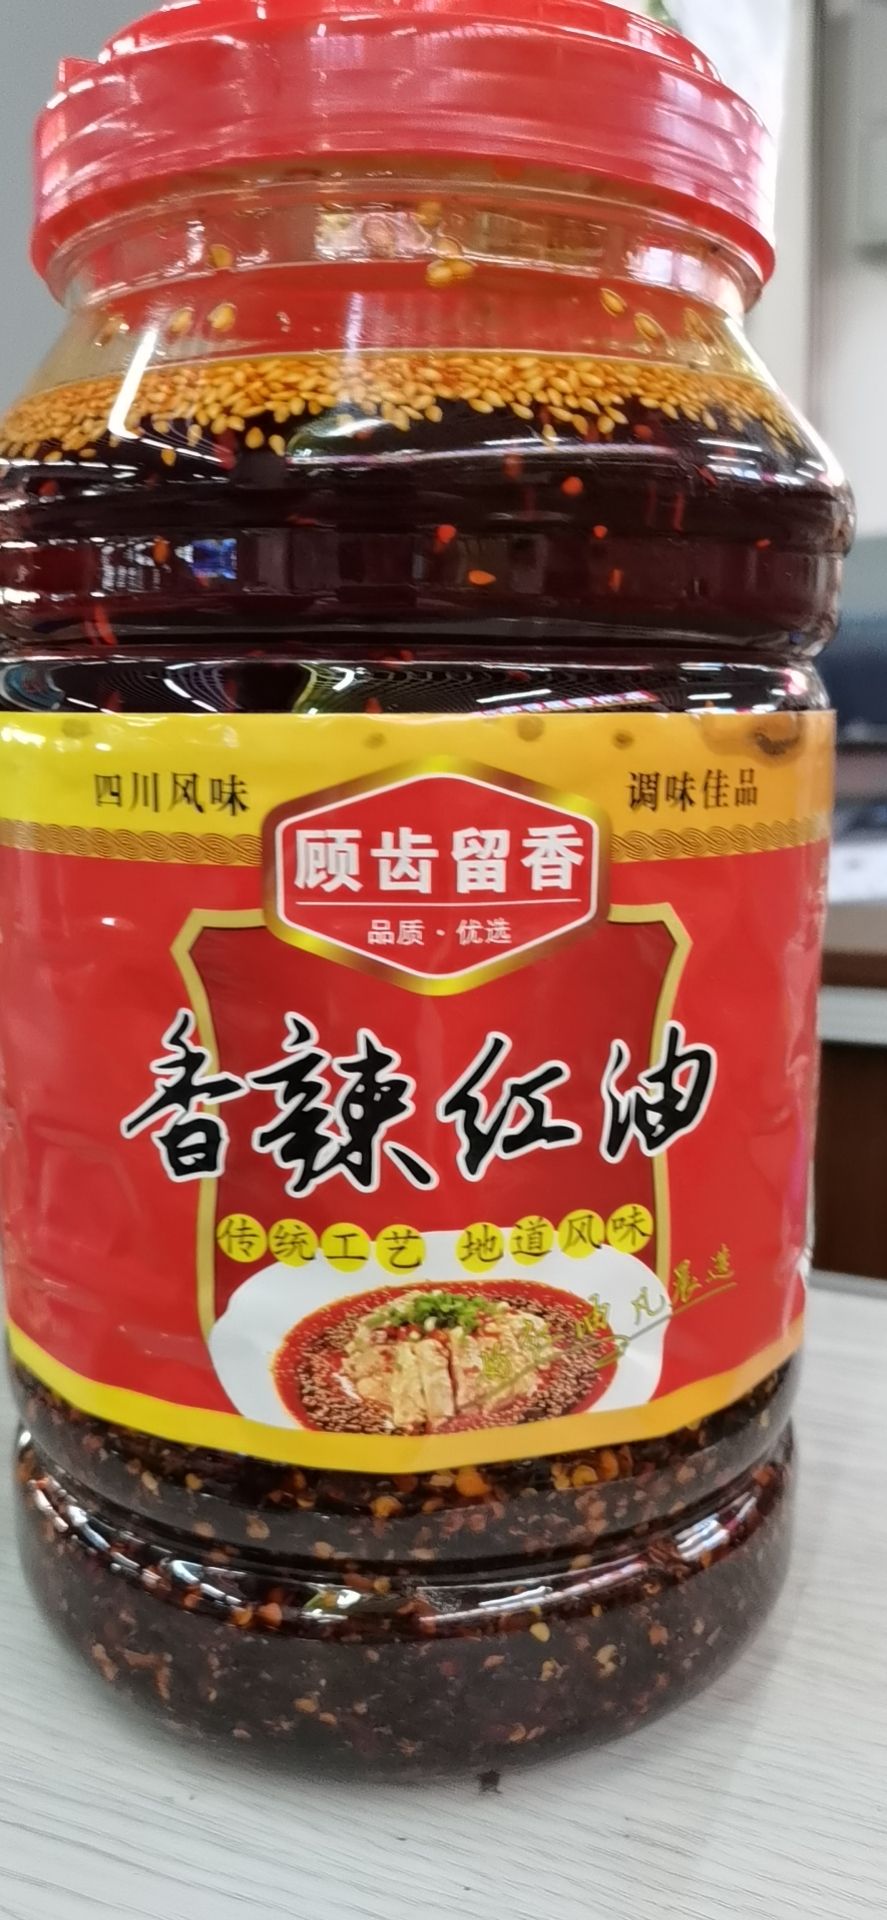 四川风味
调味佳品
顾齿留香
品质·优选
香辣红油
传统工艺 地道风味